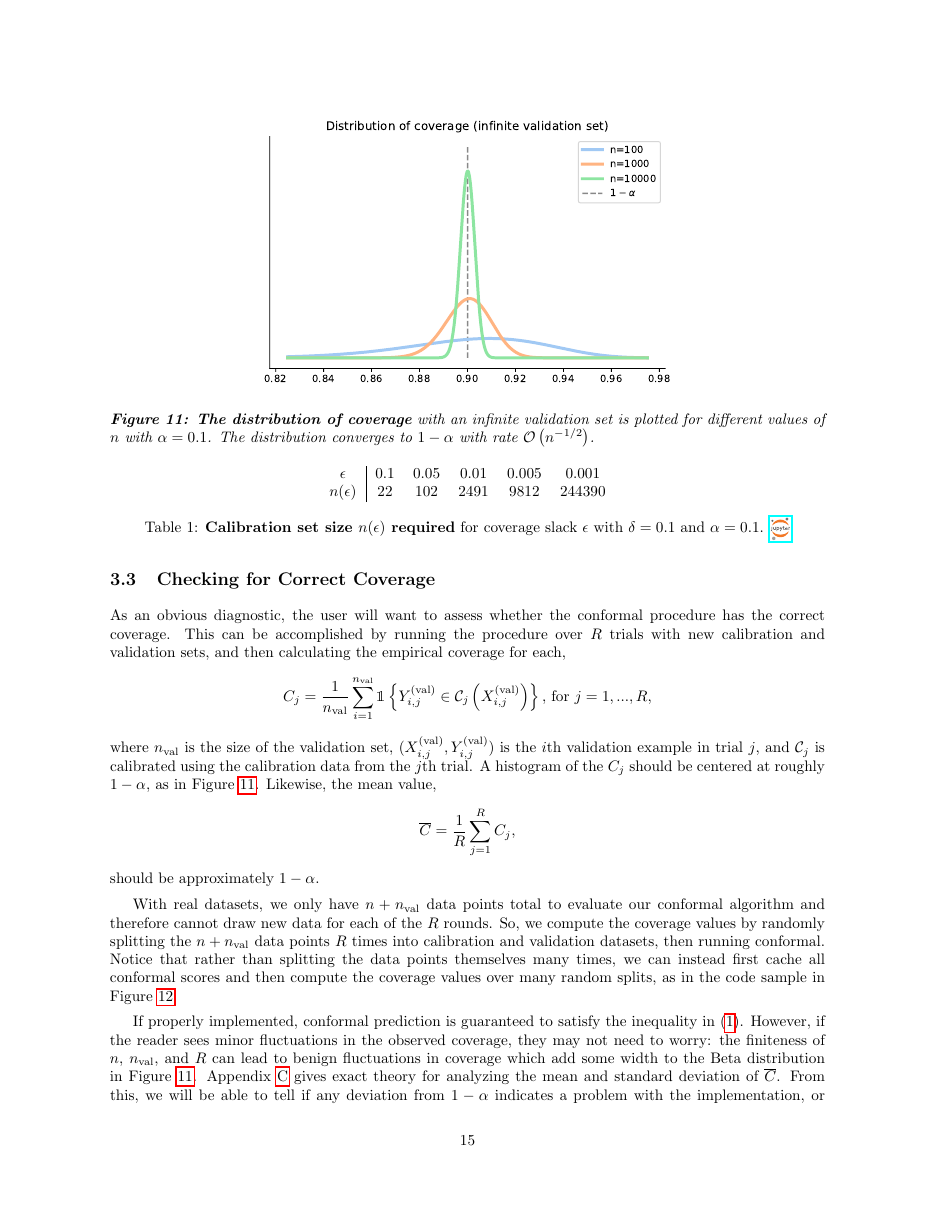 Distribution of coverage (infinite validation set)
n=100
n=1000
n=10000
1 − α
0.82 0.84 0.86 0.88 0.90 0.92 0.94 0.96 0.98
Figure 11: The distribution of coverage with an infinite validation set is plotted for different values of
n with α = 0.1. The distribution converges to 1 − α with rate O (n^{−1/2}).
ϵ | 0.1 0.05 0.01 0.005 0.001
n(ϵ) | 22 102 2491 9812 244390
Table 1: Calibration set size n(ϵ) required for coverage slack ϵ with δ = 0.1 and α = 0.1. jupyter
3.3 Checking for Correct Coverage
As an obvious diagnostic, the user will want to assess whether the conformal procedure has the correct
coverage. This can be accomplished by running the procedure over R trials with new calibration and
validation sets, and then calculating the empirical coverage for each,
C_j = \frac{1}{n_{val}} \sum_{i=1}^{n_{val}} 𝟙 {Y_{i,j}^{(val)} ∈ 𝒞_j (X_{i,j}^{(val)})}, for j = 1, ..., R,
where n_{val} is the size of the validation set, (X_{i,j}^{(val)}, Y_{i,j}^{(val)}) is the ith validation example in trial j, and 𝒞_j is
calibrated using the calibration data from the jth trial. A histogram of the C_j should be centered at roughly
1 − α, as in Figure 11. Likewise, the mean value,
\overline{C} = \frac{1}{R} \sum_{j=1}^{R} C_j,
should be approximately 1 − α.
With real datasets, we only have n + n_{val} data points total to evaluate our conformal algorithm and
therefore cannot draw new data for each of the R rounds. So, we compute the coverage values by randomly
splitting the n + n_{val} data points R times into calibration and validation datasets, then running conformal.
Notice that rather than splitting the data points themselves many times, we can instead first cache all
conformal scores and then compute the coverage values over many random splits, as in the code sample in
Figure 12.
If properly implemented, conformal prediction is guaranteed to satisfy the inequality in (1). However, if
the reader sees minor fluctuations in the observed coverage, they may not need to worry: the finiteness of
n, n_{val}, and R can lead to benign fluctuations in coverage which add some width to the Beta distribution
in Figure 11. Appendix C gives exact theory for analyzing the mean and standard deviation of \overline{C}. From
this, we will be able to tell if any deviation from 1 − α indicates a problem with the implementation, or
15